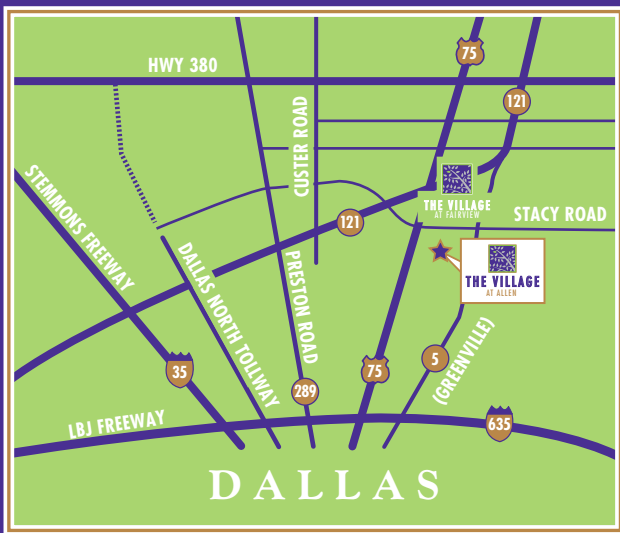 75
HWY 380
121
CUSTER ROAD
STEMMONS FREEWAY
THE VILLAGE
AT FAIRVIEW
STACY ROAD
121
DALLAS NORTH TOLLWAY
PRESTON ROAD
THE VILLAGE
AT ALLEN
(GREENVILLE)
5
35
75
289
LBJ FREEWAY
635
DALLAS